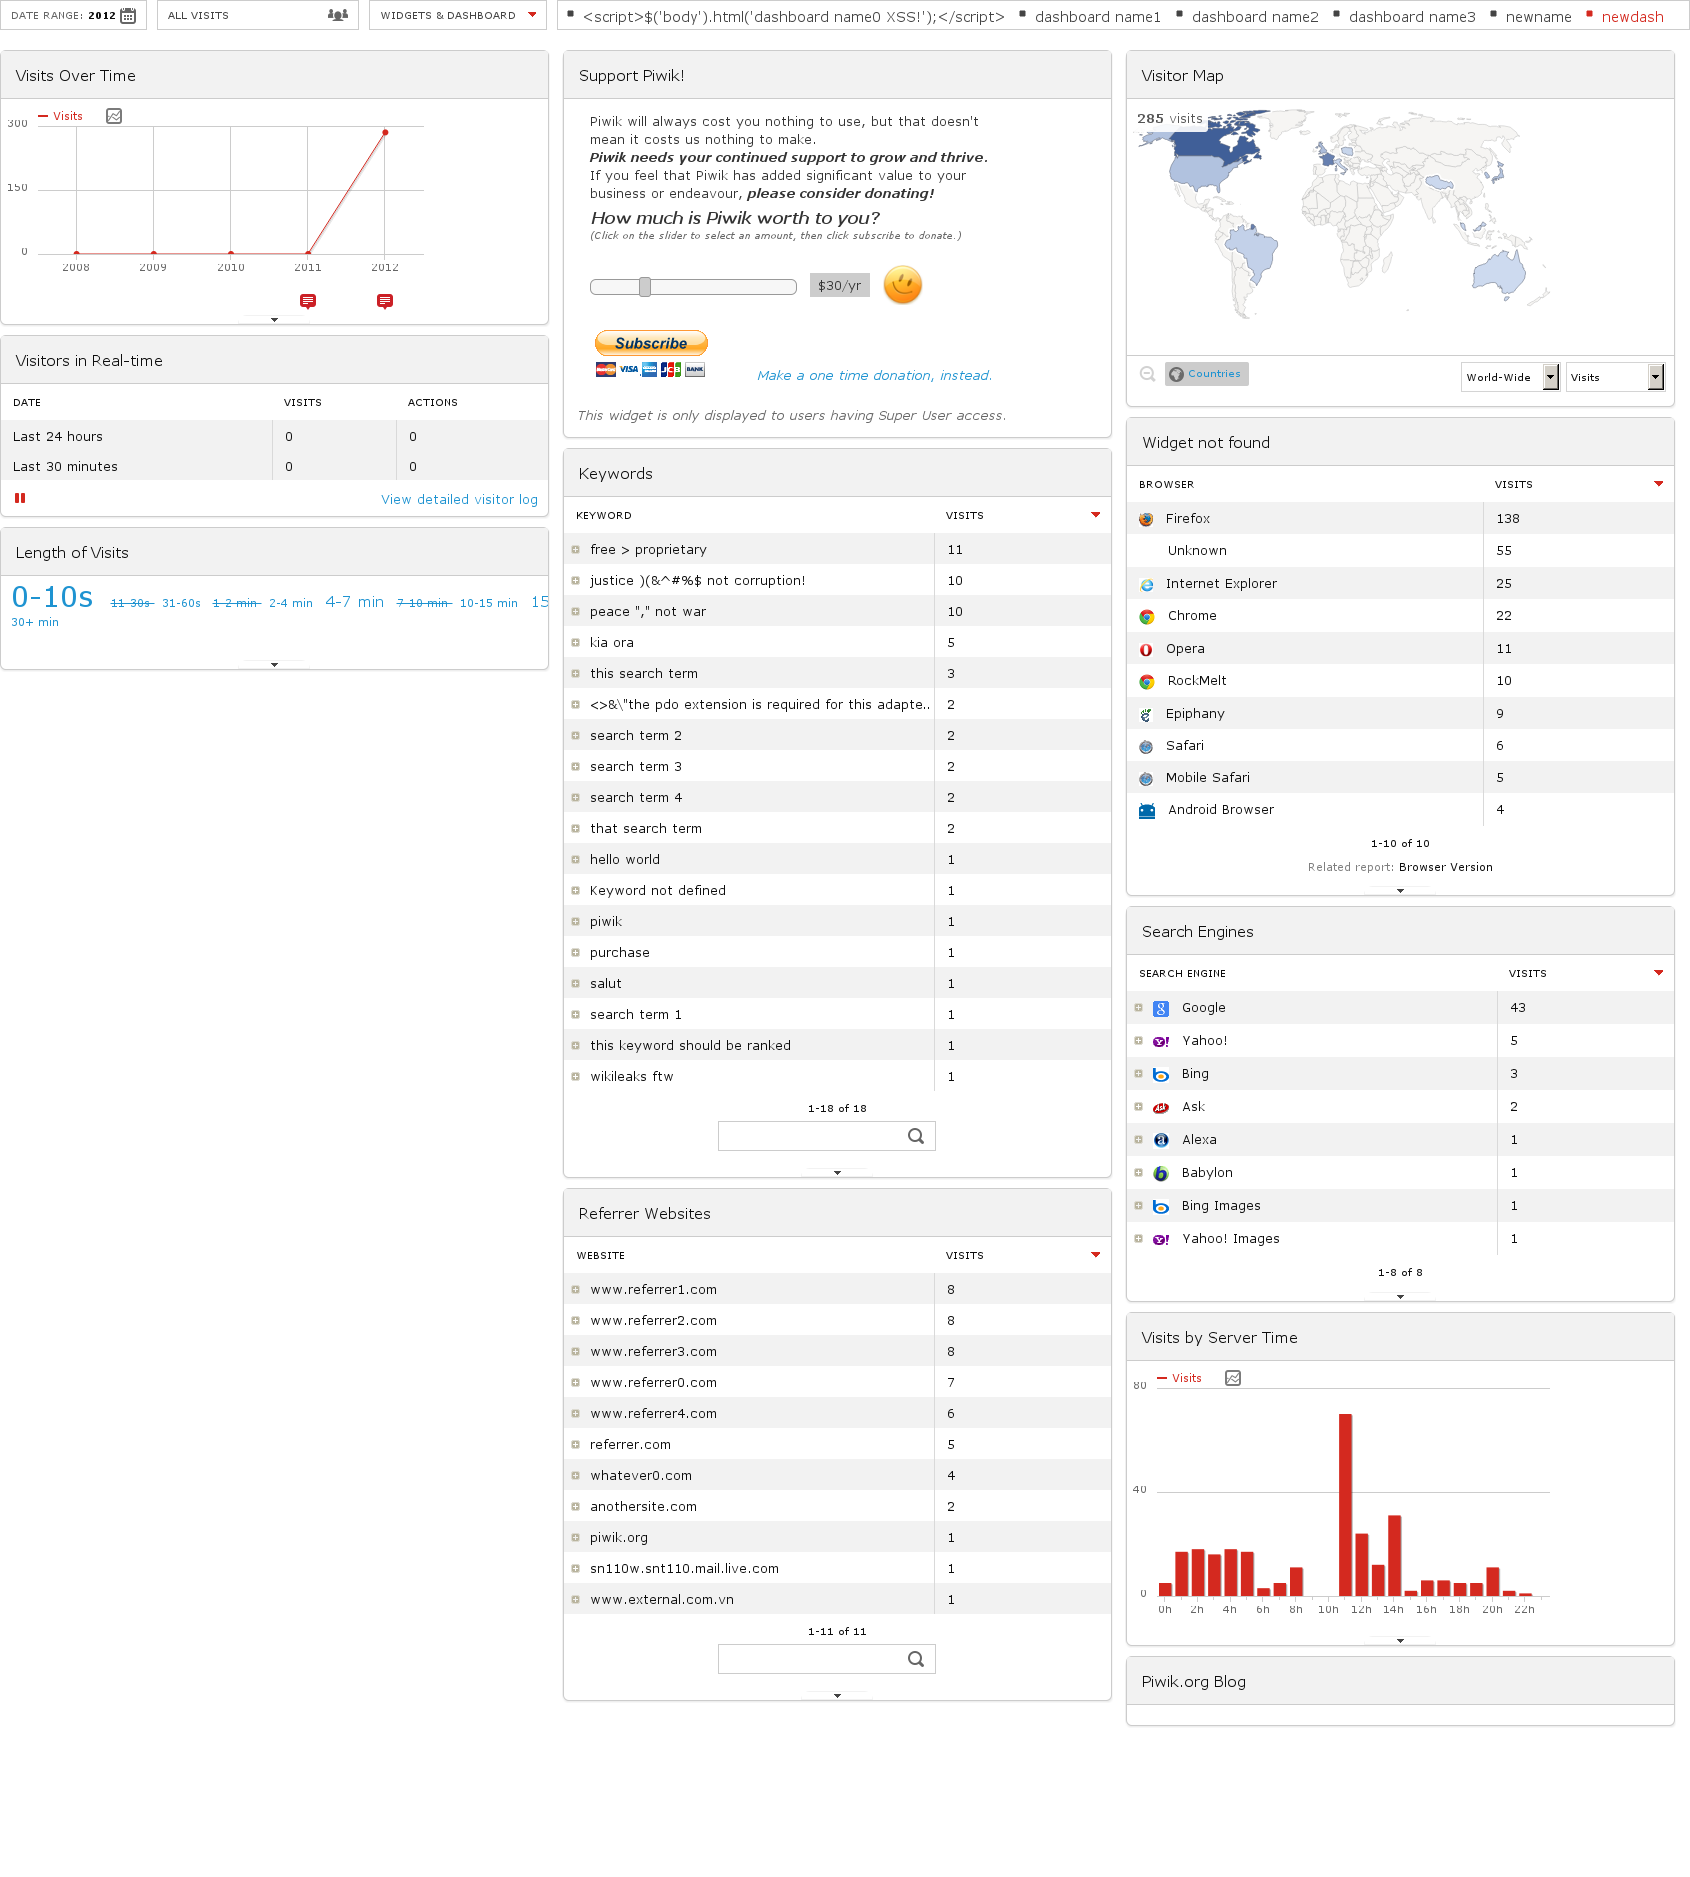 DATE RANGE: 2012
ALL VISITS
WIDGETS & DASHBOARD
<script>$('body').html('dashboard name0 XSS!');</script>
dashboard name1
dashboard name2
dashboard name3
newname
newdash
Visits Over Time
Visits
300
150
0
2008 2009 2010 2011 2012
Visitors in Real-time
DATE VISITS ACTIONS
Last 24 hours 0 0
Last 30 minutes 0 0
View detailed visitor log
Length of Visits
0-10s 11-30s 31-60s 1-2 min 2-4 min 4-7 min 7-10 min 10-15 min 15
30+ min
Support Piwik!
Piwik will always cost you nothing to use, but that doesn't
mean it costs us nothing to make.
Piwik needs your continued support to grow and thrive.
If you feel that Piwik has added significant value to your
business or endeavour, please consider donating!
How much is Piwik worth to you?
(Click on the slider to select an amount, then click subscribe to donate.)
$30/yr
Subscribe
MasterCard VISA JCB BANK
Make a one time donation, instead.
This widget is only displayed to users having Super User access.
Keywords
KEYWORD VISITS
free > proprietary 11
justice )(&^#%$ not corruption! 10
peace "," not war 10
kia ora 5
this search term 3
<>&\"the pdo extension is required for this adapte.. 2
search term 2 2
search term 3 2
search term 4 2
that search term 2
hello world 1
Keyword not defined 1
piwik 1
purchase 1
salut 1
search term 1 1
this keyword should be ranked 1
wikileaks ftw 1
1-18 of 18
Referrer Websites
WEBSITE VISITS
www.referrer1.com 8
www.referrer2.com 8
www.referrer3.com 8
www.referrer0.com 7
www.referrer4.com 6
referrer.com 5
whatever0.com 4
anothersite.com 2
piwik.org 1
sn110w.snt110.mail.live.com 1
www.external.com.vn 1
1-11 of 11
Visitor Map
285 visits
Countries
World-Wide
Visits
Widget not found
BROWSER VISITS
Firefox 138
Unknown 55
Internet Explorer 25
Chrome 22
Opera 11
RockMelt 10
Epiphany 9
Safari 6
Mobile Safari 5
Android Browser 4
1-10 of 10
Related report: Browser Version
Search Engines
SEARCH ENGINE VISITS
Google 43
Yahoo! 5
Bing 3
Ask 2
Alexa 1
Babylon 1
Bing Images 1
Yahoo! Images 1
1-8 of 8
Visits by Server Time
Visits
80
40
0
0h 2h 4h 6h 8h 10h 12h 14h 16h 18h 20h 22h
Piwik.org Blog